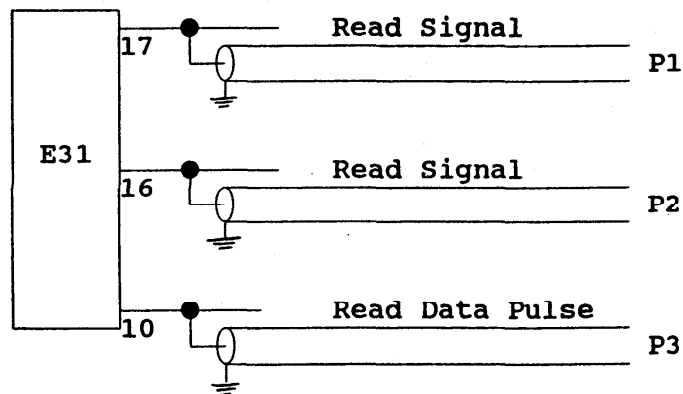 17
Read Signal
P1
E31
16
Read Signal
P2
10
Read Data Pulse
P3